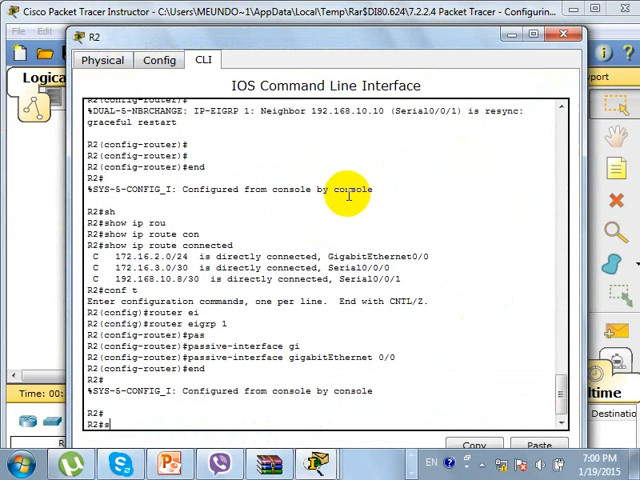 Cisco Packet Tracer Instructor - C:\Users\MEUNDO~1\AppData\Local\Temp\Rar$DI80.624\7.2.2.4 Packet Tracer - Configurin...
File
R2
Physical
Config
CLI
Logica
port
IOS Command Line Interface
R2(config-router)#
%DUAL-5-NBRCHANGE: IP-EIGRP 1: Neighbor 192.168.10.10 (Serial0/0/1) is resync:
graceful restart
R2(config-router)#
R2(config-router)#
R2(config-router)#end
R2#
%SYS-5-CONFIG_I: Configured from console by console
R2#sh
R2#show ip rou
R2#show ip route con
R2#show ip route connected
C 172.16.2.0/24 is directly connected, GigabitEthernet0/0
C 172.16.3.0/30 is directly connected, Serial0/0/0
C 192.168.10.8/30 is directly connected, Serial0/0/1
R2#conf t
Enter configuration commands, one per line. End with CNTL/Z.
R2(config)#router ei
R2(config)#router eigrp 1
R2(config-router)#pas
R2(config-router)#passive-interface gi
R2(config-router)#passive-interface gigabitEthernet 0/0
R2(config-router)#end
R2#
%SYS-5-CONFIG_I: Configured from console by console
R2#
R2#s
Time: 00:
ltime
Destinatio
Copy
Paste
EN
7:00 PM
1/19/2015